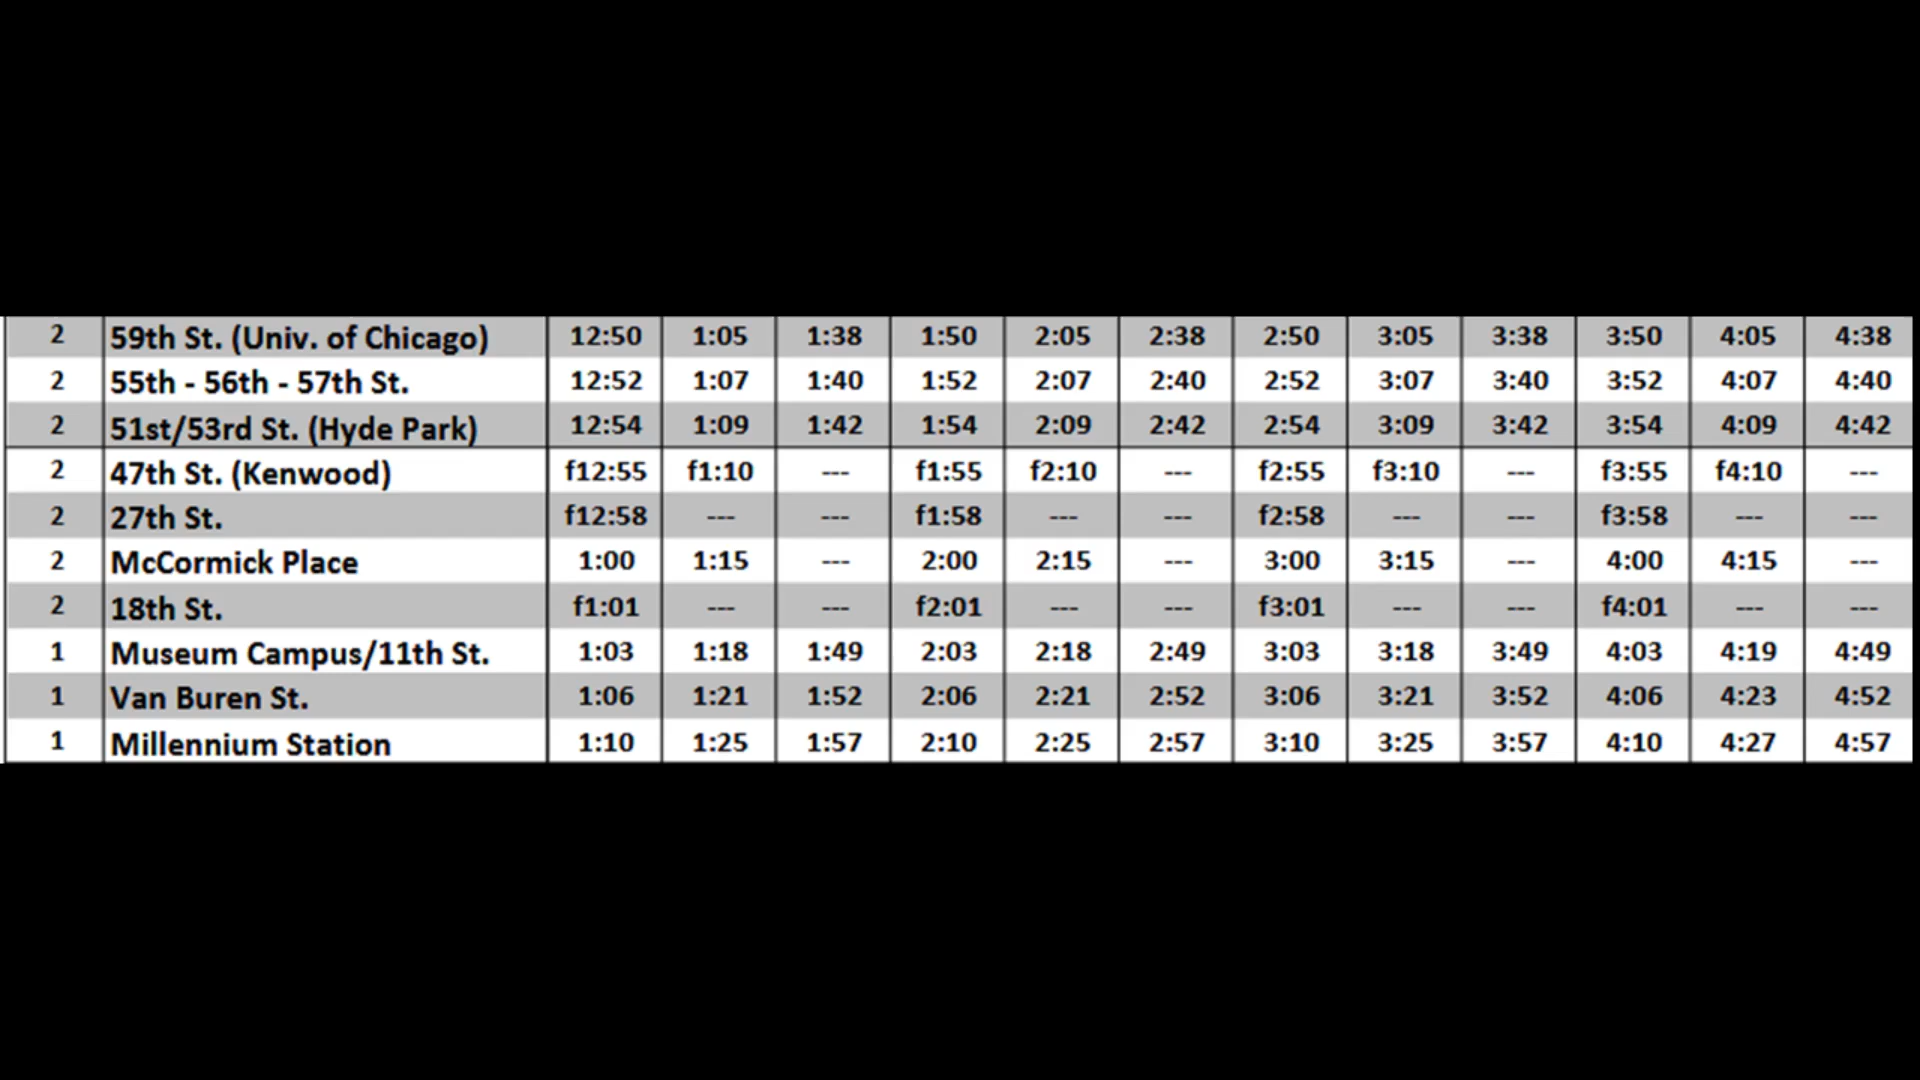 2 59th St. (Univ. of Chicago) 12:50 1:05 1:38 1:50 2:05 2:38 2:50 3:05 3:38 3:50 4:05 4:38
2 55th - 56th - 57th St. 12:52 1:07 1:40 1:52 2:07 2:40 2:52 3:07 3:40 3:52 4:07 4:40
2 51st/53rd St. (Hyde Park) 12:54 1:09 1:42 1:54 2:09 2:42 2:54 3:09 3:42 3:54 4:09 4:42
2 47th St. (Kenwood) f12:55 f1:10 --- f1:55 f2:10 --- f2:55 f3:10 --- f3:55 f4:10 ---
2 27th St. f12:58 --- --- f1:58 --- --- f2:58 --- --- f3:58 --- ---
2 McCormick Place 1:00 1:15 --- 2:00 2:15 --- 3:00 3:15 --- 4:00 4:15 ---
2 18th St. f1:01 --- --- f2:01 --- --- f3:01 --- --- f4:01 --- ---
1 Museum Campus/11th St. 1:03 1:18 1:49 2:03 2:18 2:49 3:03 3:18 3:49 4:03 4:19 4:49
1 Van Buren St. 1:06 1:21 1:52 2:06 2:21 2:52 3:06 3:21 3:52 4:06 4:23 4:52
1 Millennium Station 1:10 1:25 1:57 2:10 2:25 2:57 3:10 3:25 3:57 4:10 4:27 4:57